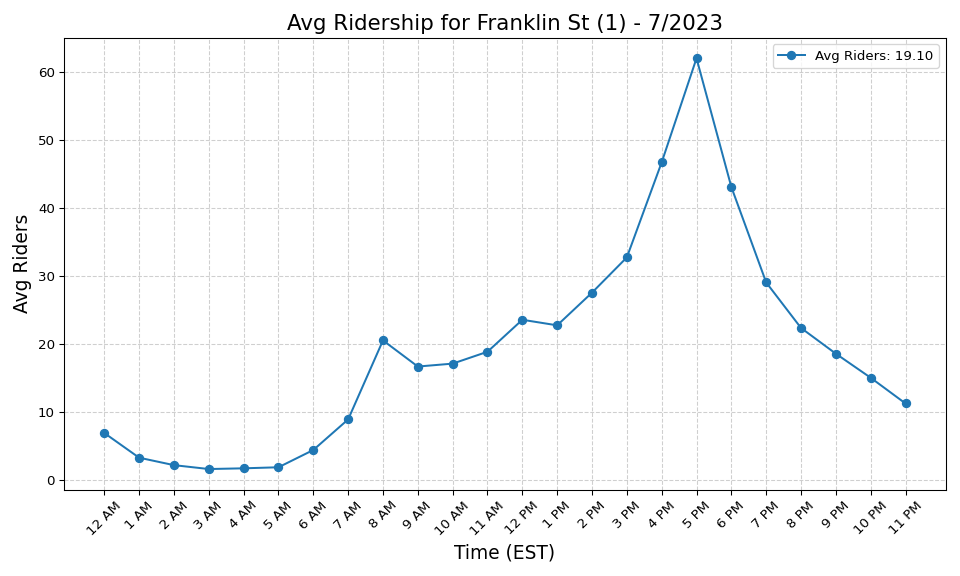 Avg Ridership for Franklin St (1) - 7/2023
Avg Riders: 19.10
Avg Riders
60
50
40
30
20
10
0
12 AM
1 AM
2 AM
3 AM
4 AM
5 AM
6 AM
7 AM
8 AM
9 AM
10 AM
11 AM
12 PM
1 PM
2 PM
3 PM
4 PM
5 PM
6 PM
7 PM
8 PM
9 PM
10 PM
11 PM
Time (EST)